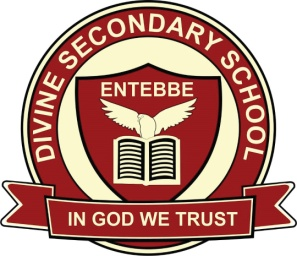 DIVINE SECONDARY SCHOOL
ENTEBBE
IN GOD WE TRUST